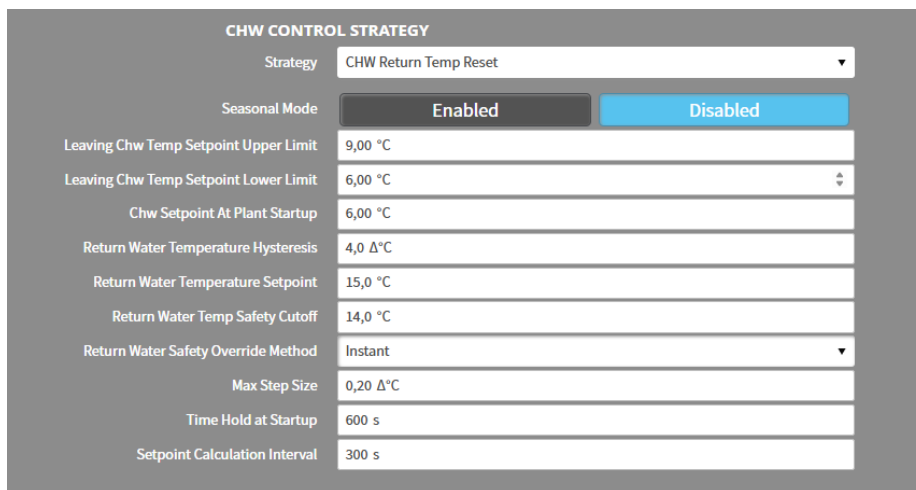 CHW CONTROL STRATEGY
Strategy CHW Return Temp Reset
Seasonal Mode Enabled Disabled
Leaving Chw Temp Setpoint Upper Limit 9,00 °C
Leaving Chw Temp Setpoint Lower Limit 6,00 °C
Chw Setpoint At Plant Startup 6,00 °C
Return Water Temperature Hysteresis 4,0 Δ°C
Return Water Temperature Setpoint 15,0 °C
Return Water Temp Safety Cutoff 14,0 °C
Return Water Safety Override Method Instant
Max Step Size 0,20 Δ°C
Time Hold at Startup 600 s
Setpoint Calculation Interval 300 s